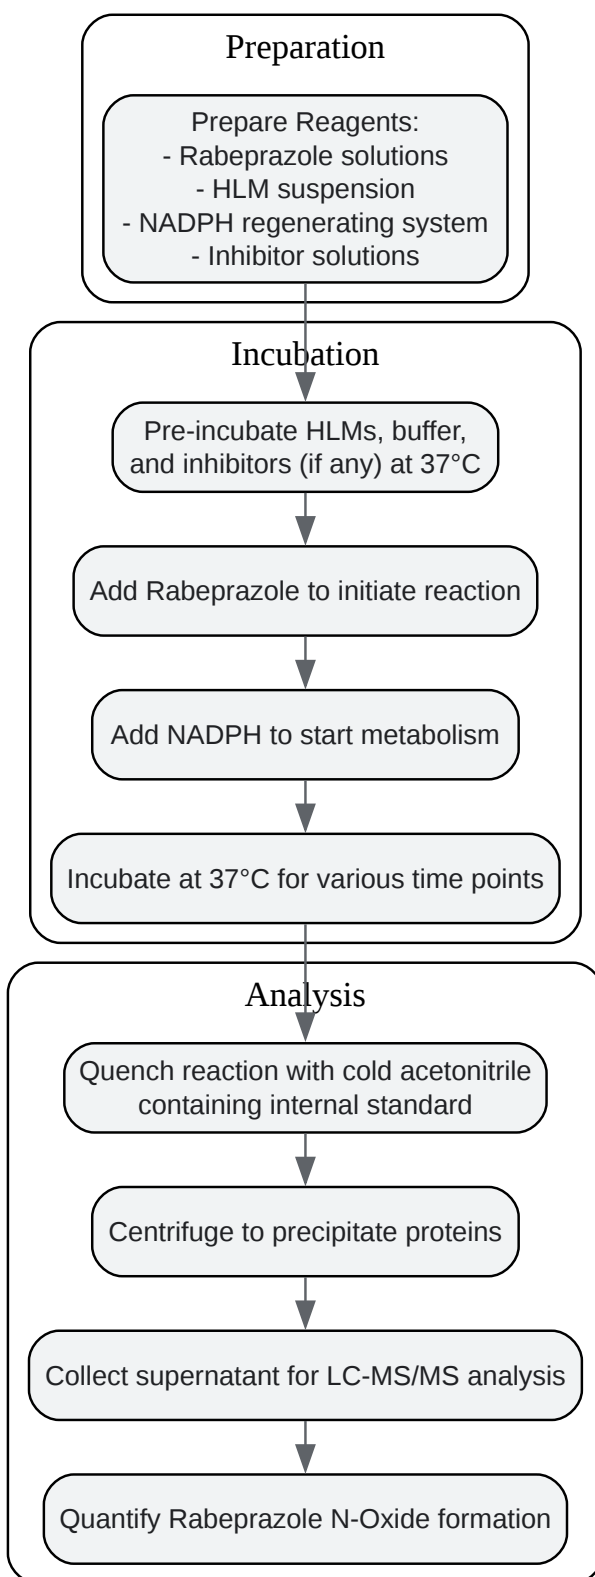 Preparation
Prepare Reagents:
- Rabeprazole solutions
- HLM suspension
- NADPH regenerating system
- Inhibitor solutions
Incubation
Pre-incubate HLMs, buffer,
and inhibitors (if any) at 37°C
Add Rabeprazole to initiate reaction
Add NADPH to start metabolism
Incubate at 37°C for various time points
Analysis
Quench reaction with cold acetonitrile
containing internal standard
Centrifuge to precipitate proteins
Collect supernatant for LC-MS/MS analysis
Quantify Rabeprazole N-Oxide formation